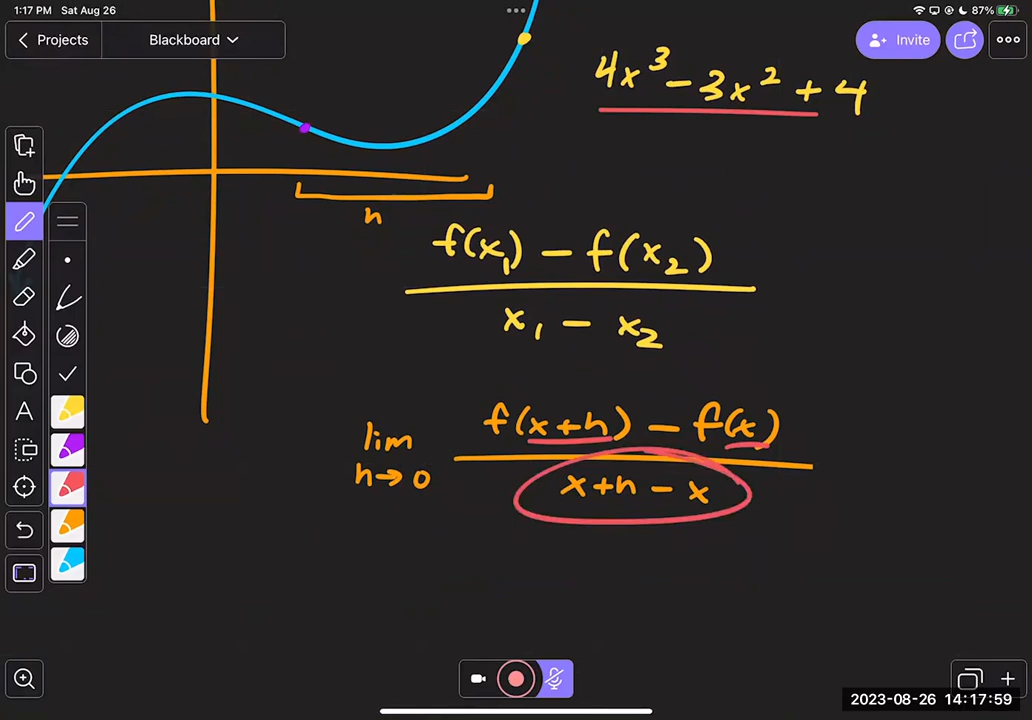 1:17 PM Sat Aug 26
87%
Projects
Blackboard
Invite
4x³ - 3x² + 4
h
f(x₁) - f(x₂)
x₁ - x₂
lim
h→0
f(x+h) - f(x)
x+h - x
A
2023-08-26 14:17:59